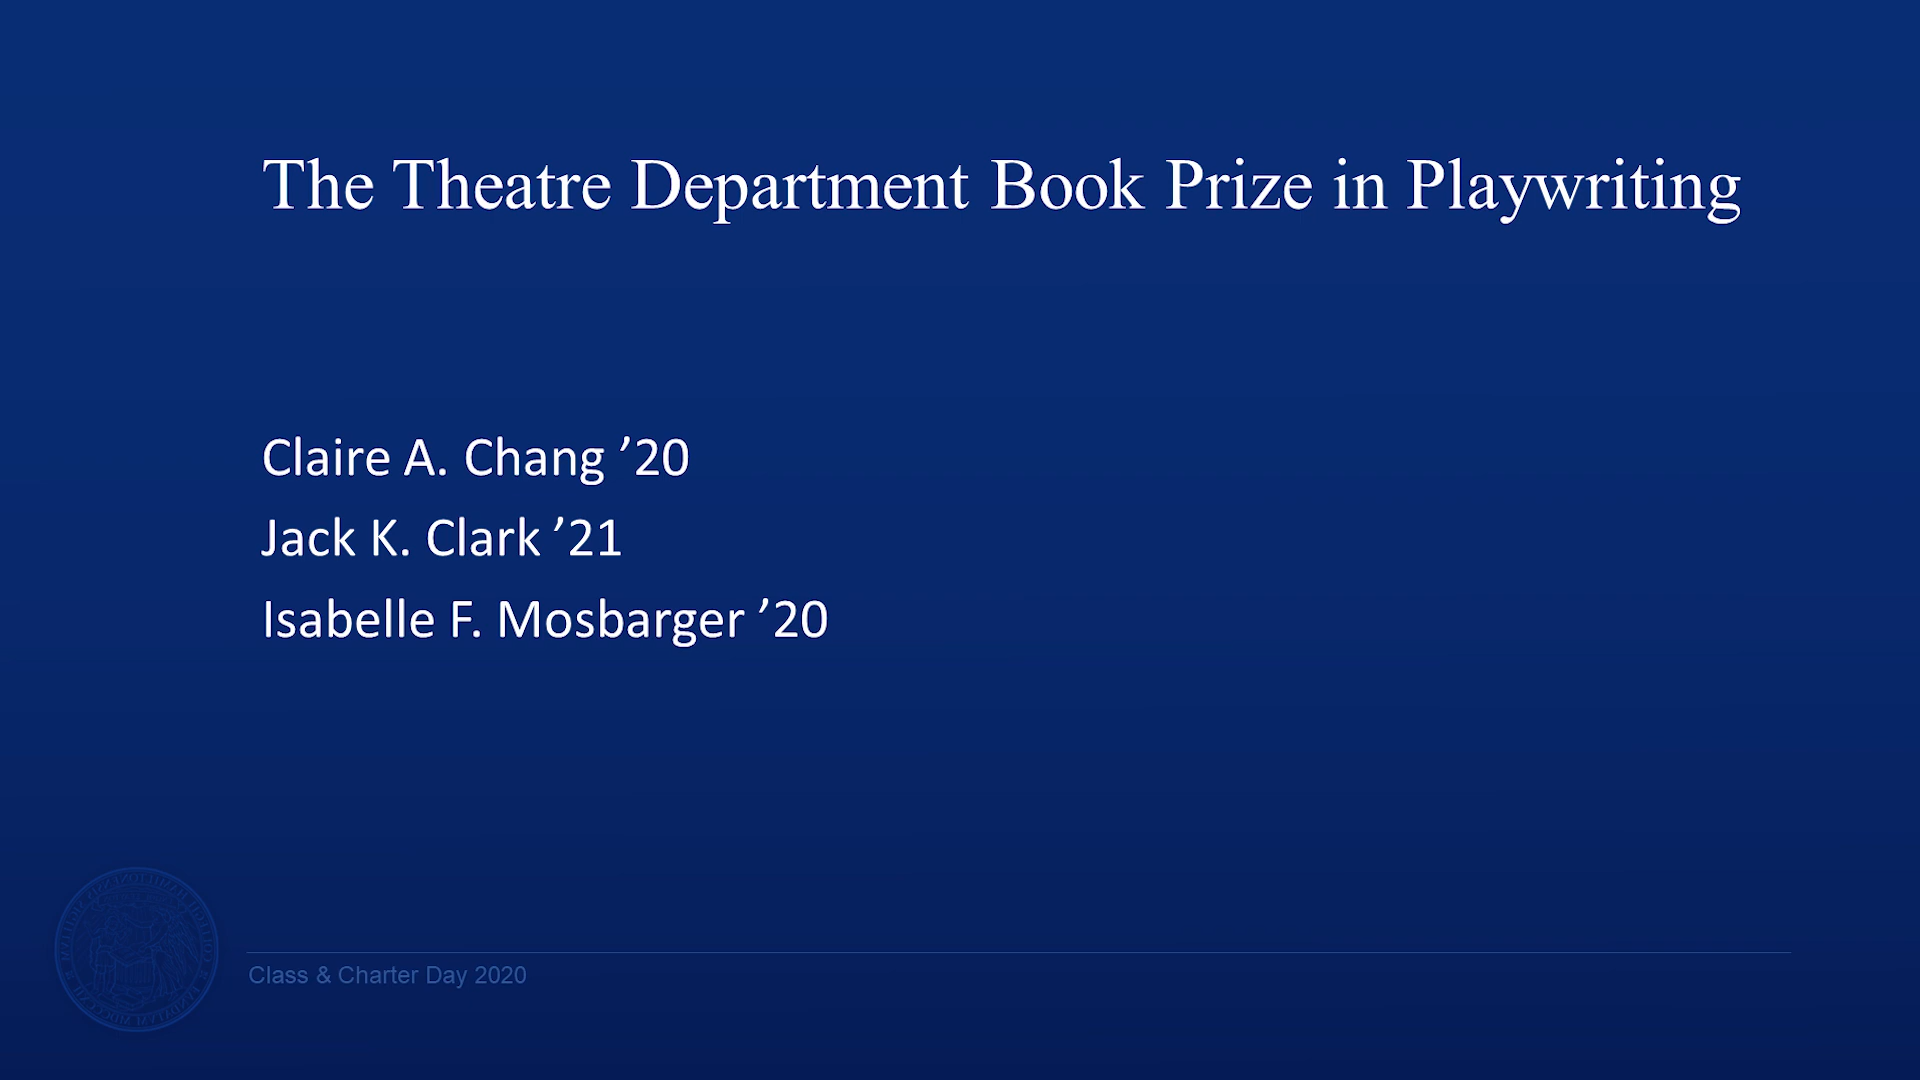 The Theatre Department Book Prize in Playwriting
Claire A. Chang ’20
Jack K. Clark ’21
Isabelle F. Mosbarger ’20
Class & Charter Day 2020